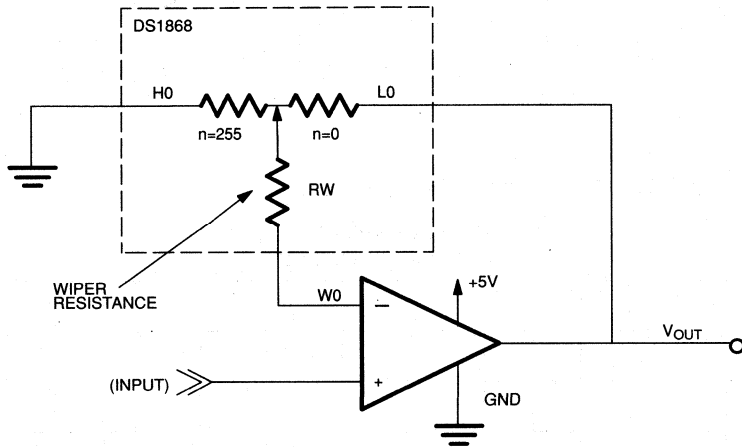 DS1868
H0
L0
n=255
n=0
RW
WIPER
RESISTANCE
W0
+5V
−
VOUT
(INPUT)
+
GND